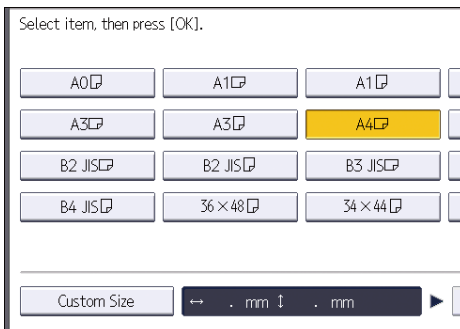 Select item, then press [OK].
A0 A1 A1
A3 A3 A4
B2 JIS B2 JIS B3 JIS
B4 JIS 36×48 34×44
Custom Size ↔ . mm ↕ . mm ▶